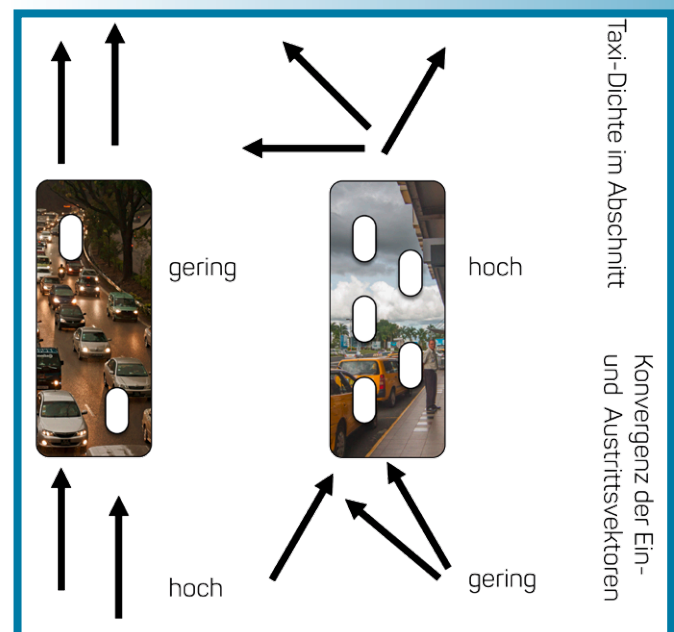 gering
hoch
Taxi-Dichte im Abschnitt
hoch
gering
Konvergenz der Ein-
und Austrittsvektoren